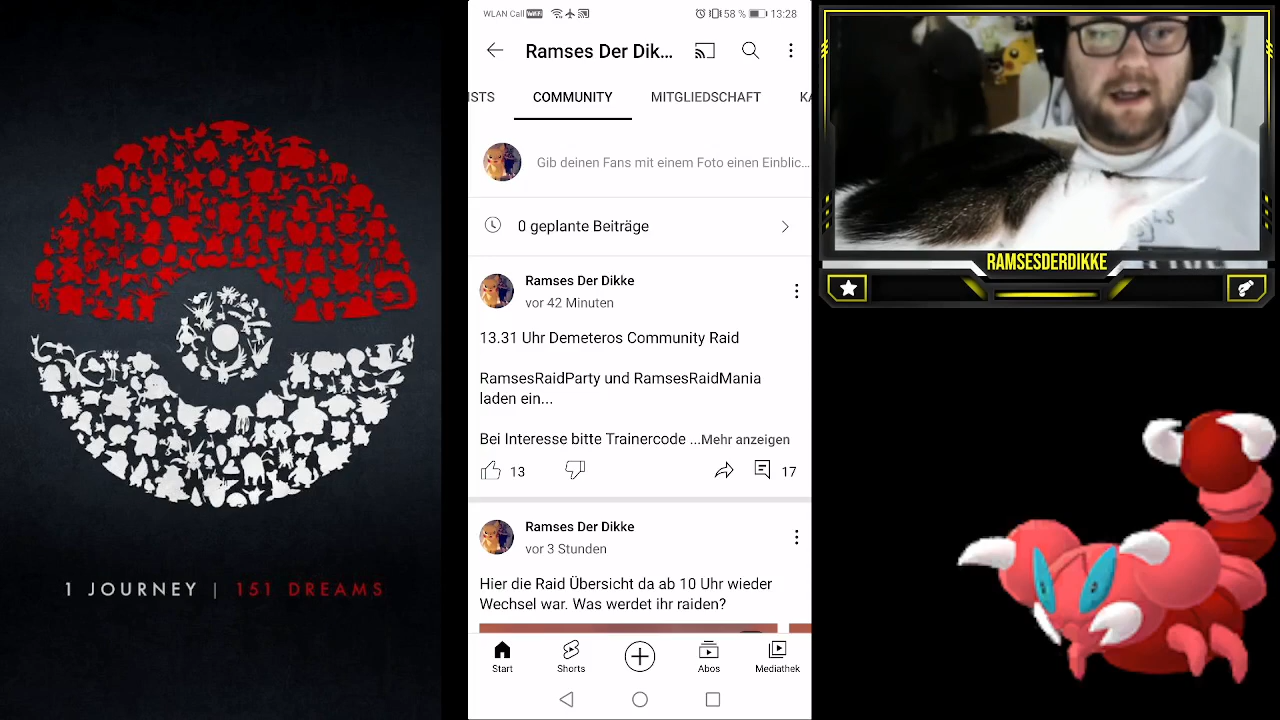 1 JOURNEY | 151 DREAMS
WLAN Call WiFi 58 % 13:28
Ramses Der Dik...
ISTS COMMUNITY MITGLIEDSCHAFT KA
Gib deinen Fans mit einem Foto einen Einblic...
0 geplante Beiträge
Ramses Der Dikke
vor 42 Minuten
13.31 Uhr Demeteros Community Raid
RamsesRaidParty und RamsesRaidMania
laden ein...
Bei Interesse bitte Trainercode ...Mehr anzeigen
13 17
Ramses Der Dikke
vor 3 Stunden
Hier die Raid Übersicht da ab 10 Uhr wieder
Wechsel war. Was werdet ihr raiden?
Start Shorts Abos Mediathek
RAMSESDERDIKKE